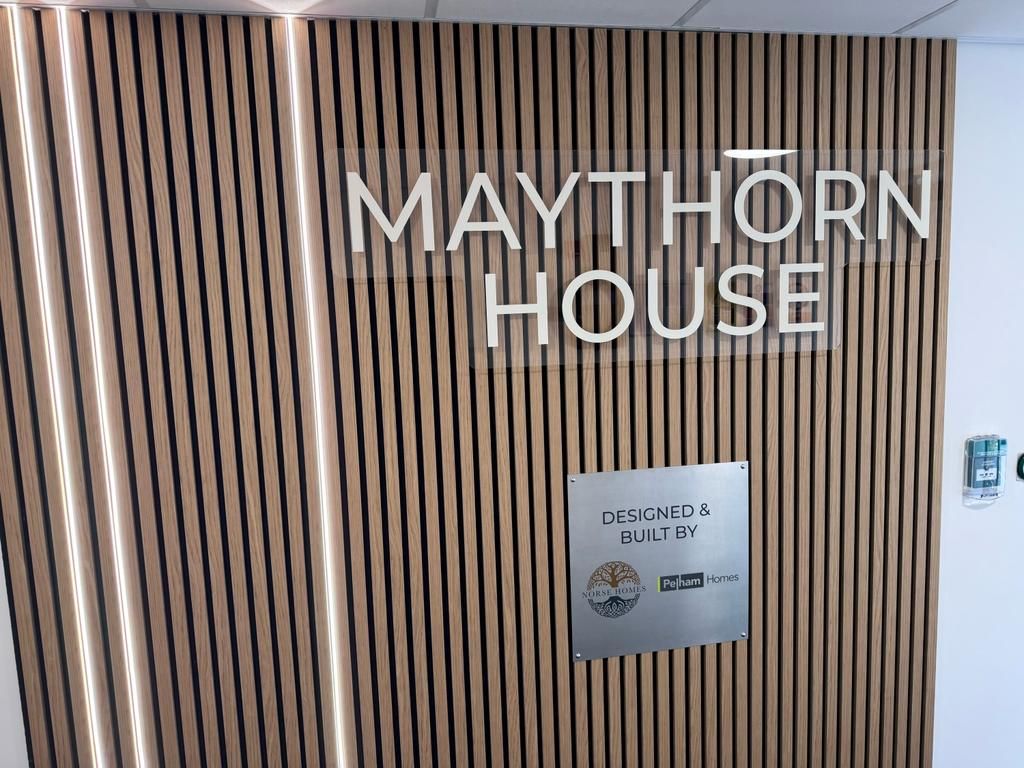 MAYTHORN
HOUSE
DESIGNED &
BUILT BY
NORSE HOMES
Pelham Homes